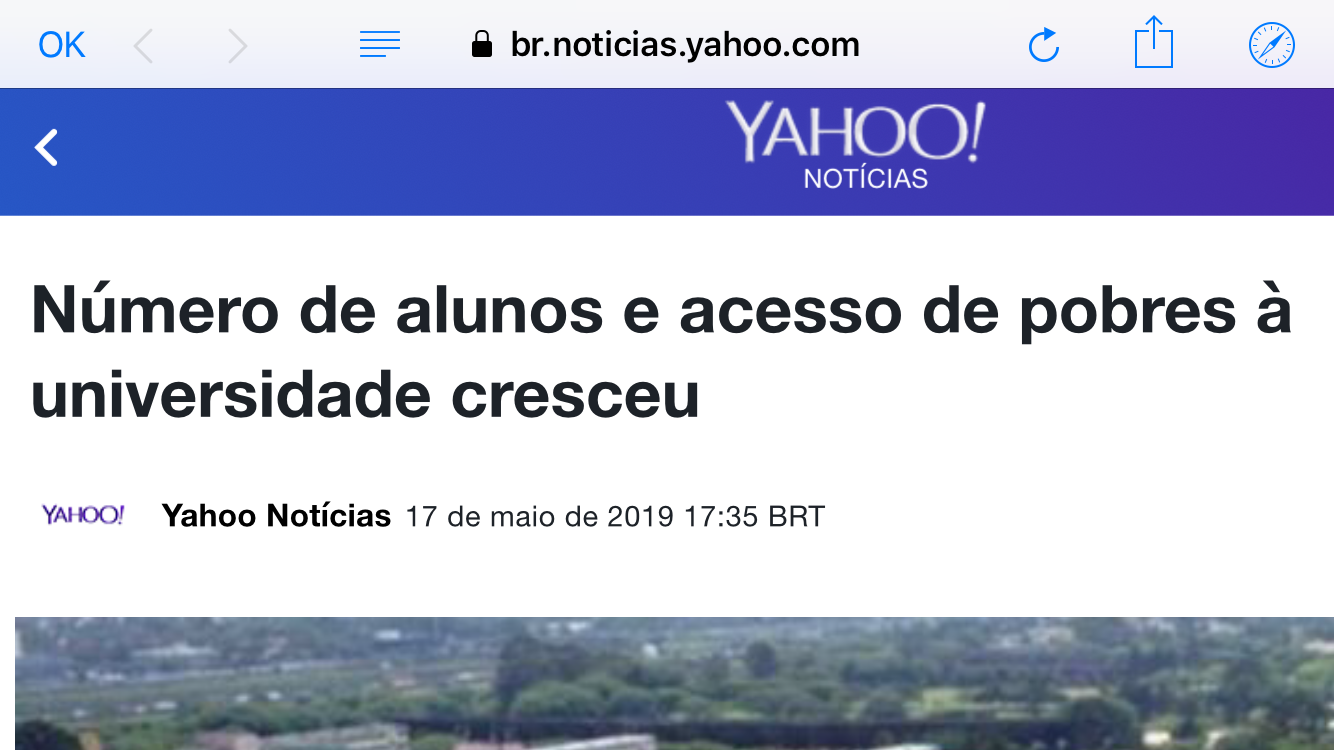 OK
br.noticias.yahoo.com
YAHOO!
NOTÍCIAS
Número de alunos e acesso de pobres à
universidade cresceu
YAHOO! Yahoo Notícias 17 de maio de 2019 17:35 BRT